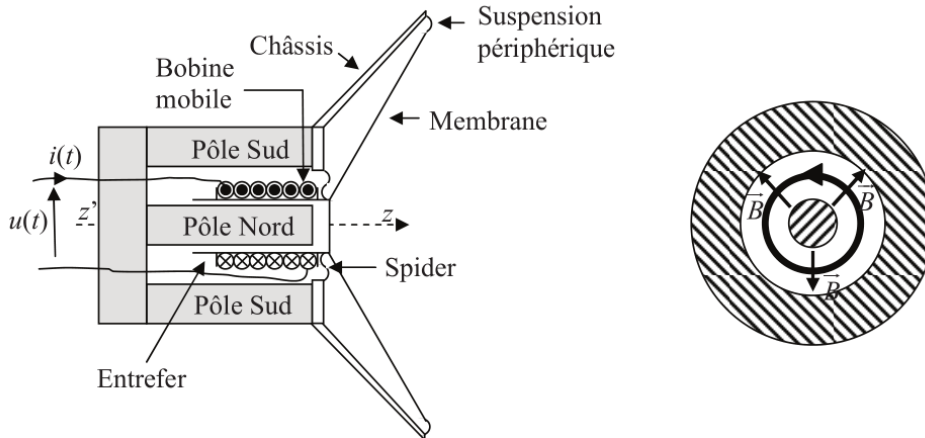 Suspension
périphérique
Châssis
Bobine
mobile
Membrane
Pôle Sud
i(t)
u(t)
z'
Pôle Nord
z
Spider
Pôle Sud
Entrefer
B
B
B